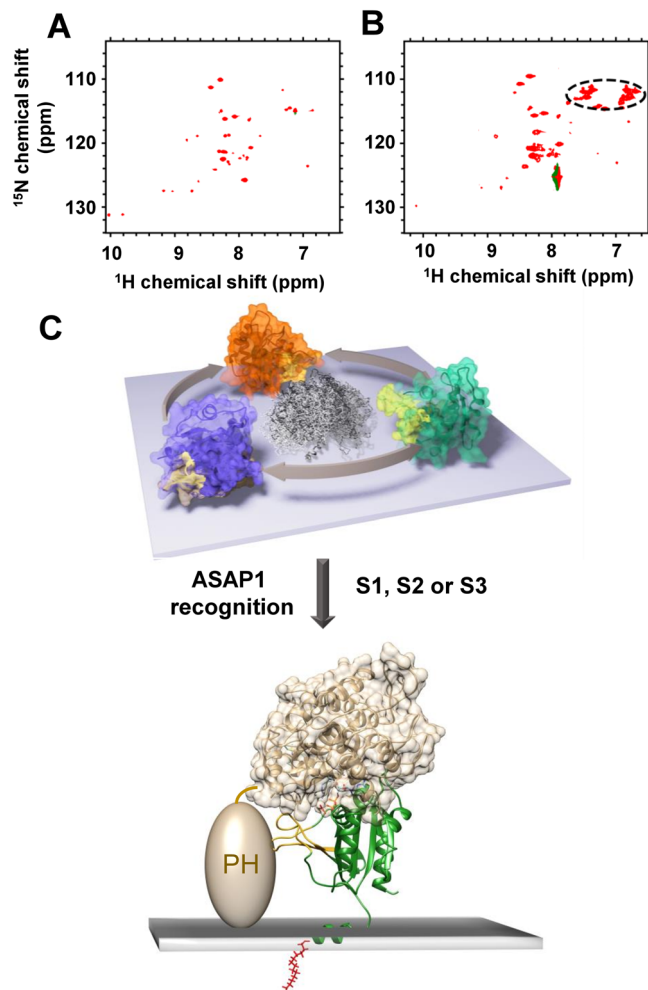 A
B
¹⁵N chemical shift
(ppm)
110
120
130
10
9
8
7
¹H chemical shift (ppm)
110
120
130
10
9
8
7
¹H chemical shift (ppm)
C
ASAP1
recognition
S1, S2 or S3
PH